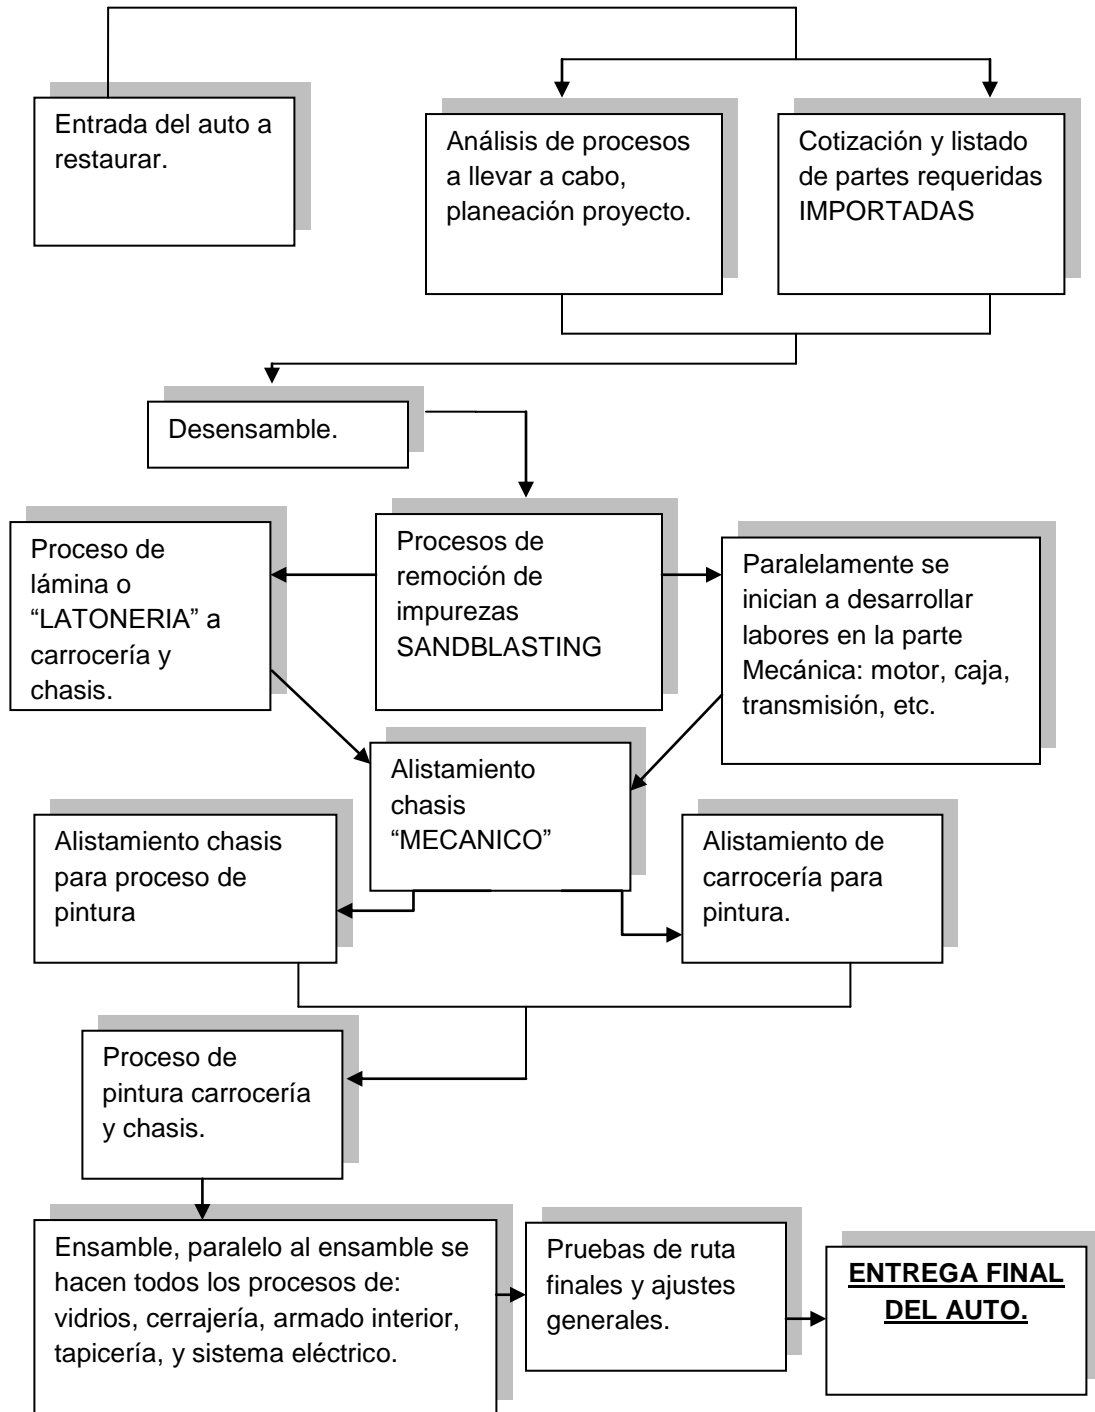 Entrada del auto a
restaurar.
Análisis de procesos
a llevar a cabo,
planeación proyecto.
Cotización y listado
de partes requeridas
IMPORTADAS
Desensamble.
Proceso de
lámina o
“LATONERIA” a
carrocería y
chasis.
Procesos de
remoción de
impurezas
SANDBLASTING
Paralelamente se
inician a desarrollar
labores en la parte
Mecánica: motor, caja,
transmisión, etc.
Alistamiento
chasis
“MECANICO”
Alistamiento chasis
para proceso de
pintura
Alistamiento de
carrocería para
pintura.
Proceso de
pintura carrocería
y chasis.
Ensamble, paralelo al ensamble se
hacen todos los procesos de:
vidrios, cerrajería, armado interior,
tapicería, y sistema eléctrico.
Pruebas de ruta
finales y ajustes
generales.
ENTREGA FINAL
DEL AUTO.